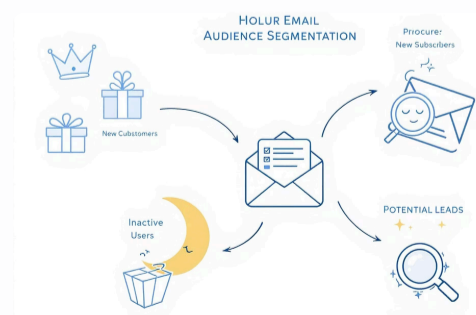 HOLUR EMAIL
AUDIENCE SEGMENTATION
Procure:
New Subscribers
New Cubstomers
Inactive
Users
POTENTIAL LEADS